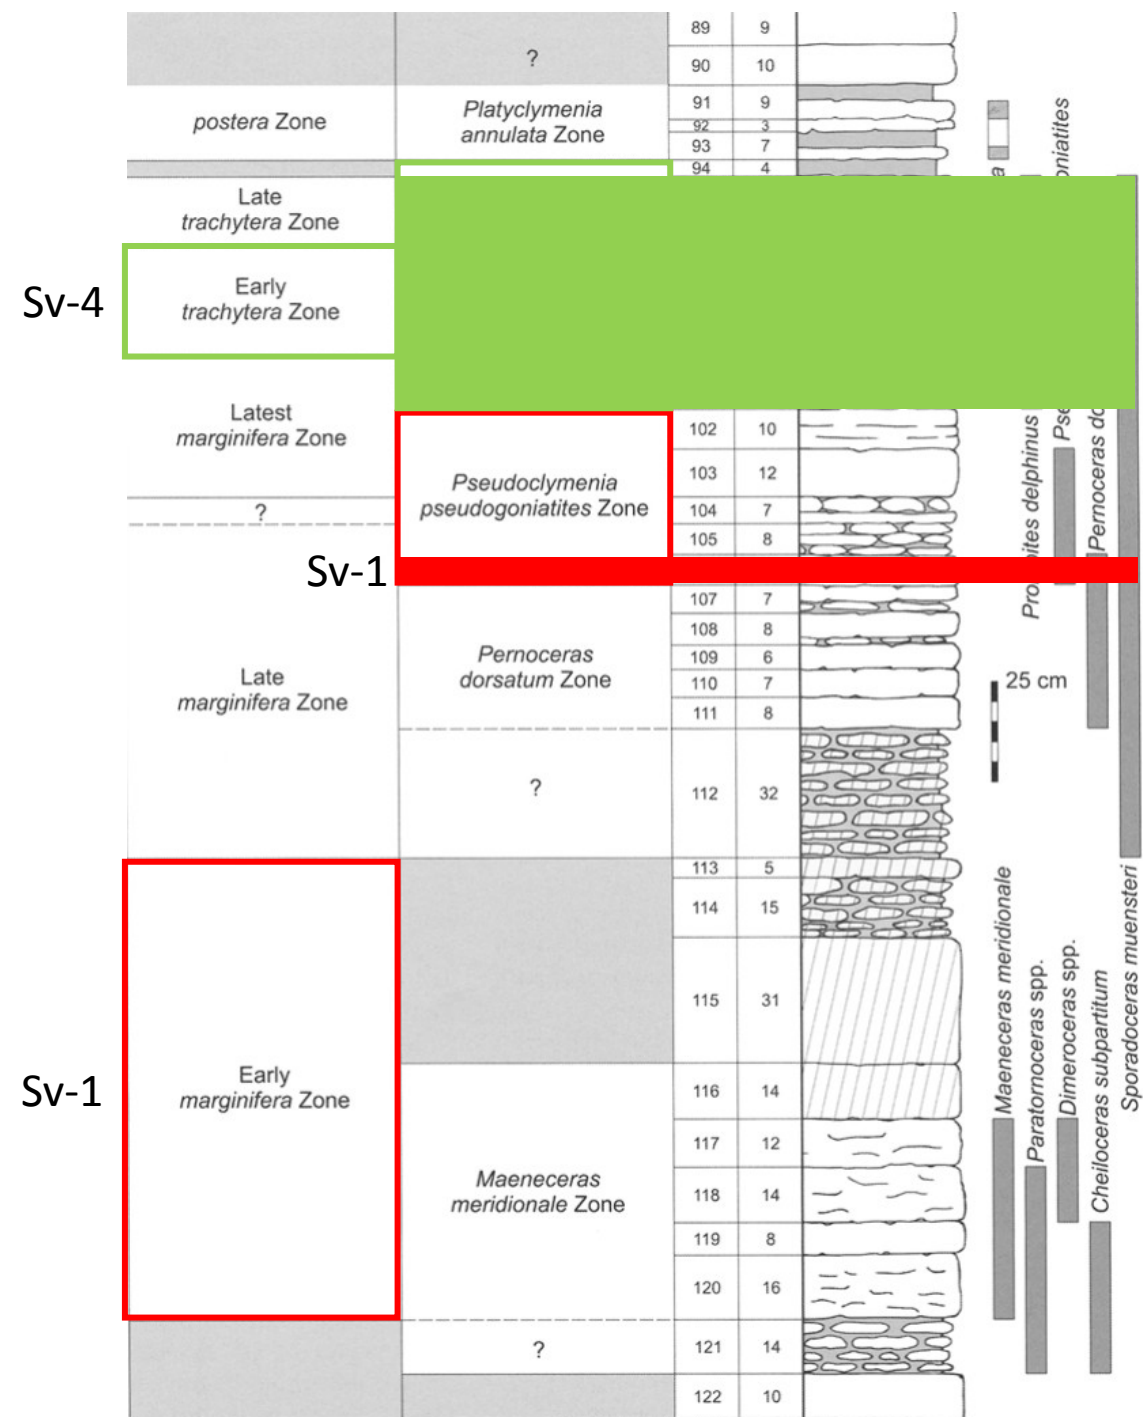 89 9
?
90 10
91 9
postera Zone
Platyclymenia
annulata Zone
92 3
93 7
94 4
Late
trachytera Zone
Sv-4
Early
trachytera Zone
Latest
marginifera Zone
102 10
103 12
Pseudoclymenia
pseudogoniatites Zone
?
104 7
105 8
Sv-1
107 7
108 8
Pernoceras
dorsatum Zone
109 6
110 7
111 8
25 cm
Late
marginifera Zone
?
112 32
113 5
114 15
115 31
Sv-1
Early
marginifera Zone
116 14
117 12
Maeneceras
meridionale Zone
118 14
119 8
120 16
?
121 14
122 10
oniatites
delphinus
Pernoceras do
Maeneceras meridionale
Paratornoceras spp.
Dimeroceras spp.
Cheiloceras subpartitum
Sporadoceras muensteri